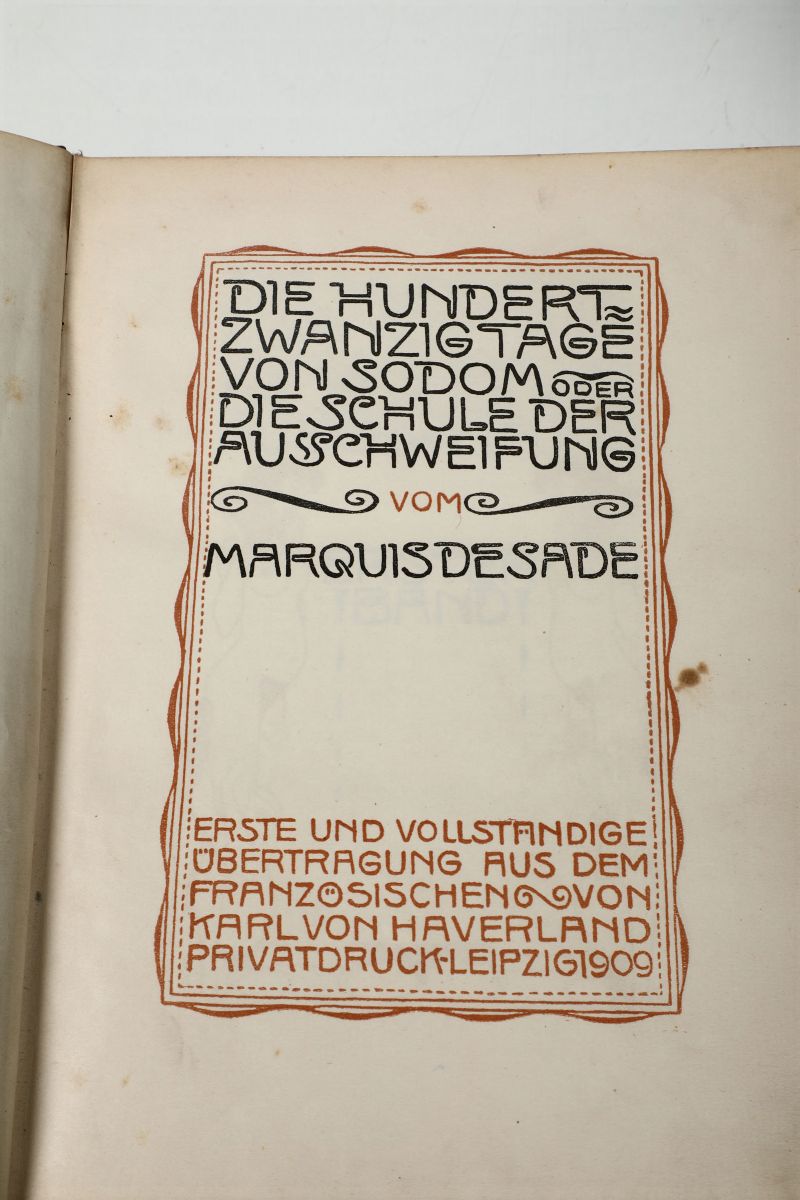 DIE HUNDERT=
ZWANZIG TAGE
VON SODOM ODER
DIE SCHULE DER
AUSSCHWEIFUNG
VOM
MARQUIS DE SADE
ERSTE UND VOLLSTÄNDIGE
ÜBERTRAGUNG AUS DEM
FRANZÖSISCHEN VON
KARL VON HAVERLAND
PRIVATDRUCK-LEIPZIG 1909